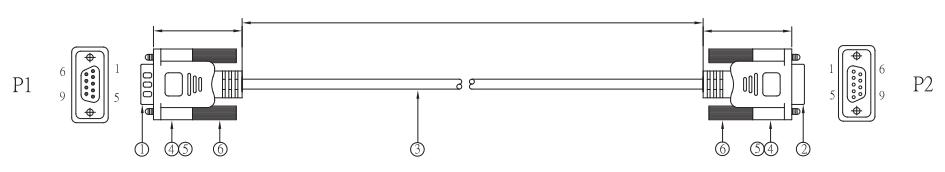 P1
6 1
9 5
1 6
5 9
P2
① ④⑤ ⑥ ③ ⑥ ⑤④ ②